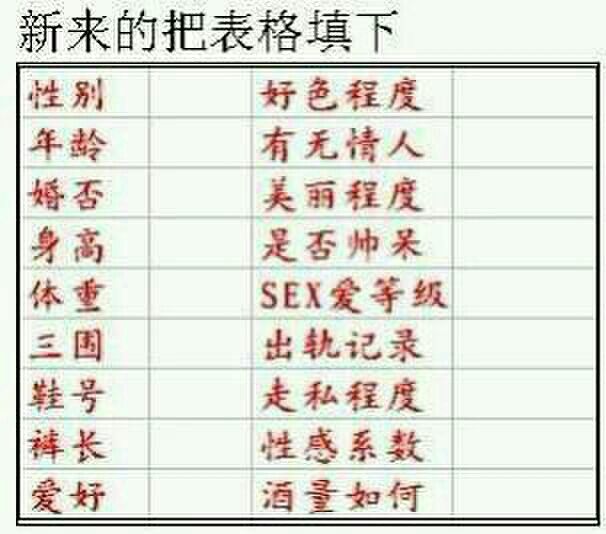 新来的把表格填下
性别 好色程度
年龄 有无情人
婚否 美丽程度
身高 是否帅呆
体重 SEX爱等级
三围 出轨记录
鞋号 走私程度
裤长 性感系数
爱好 酒量如何